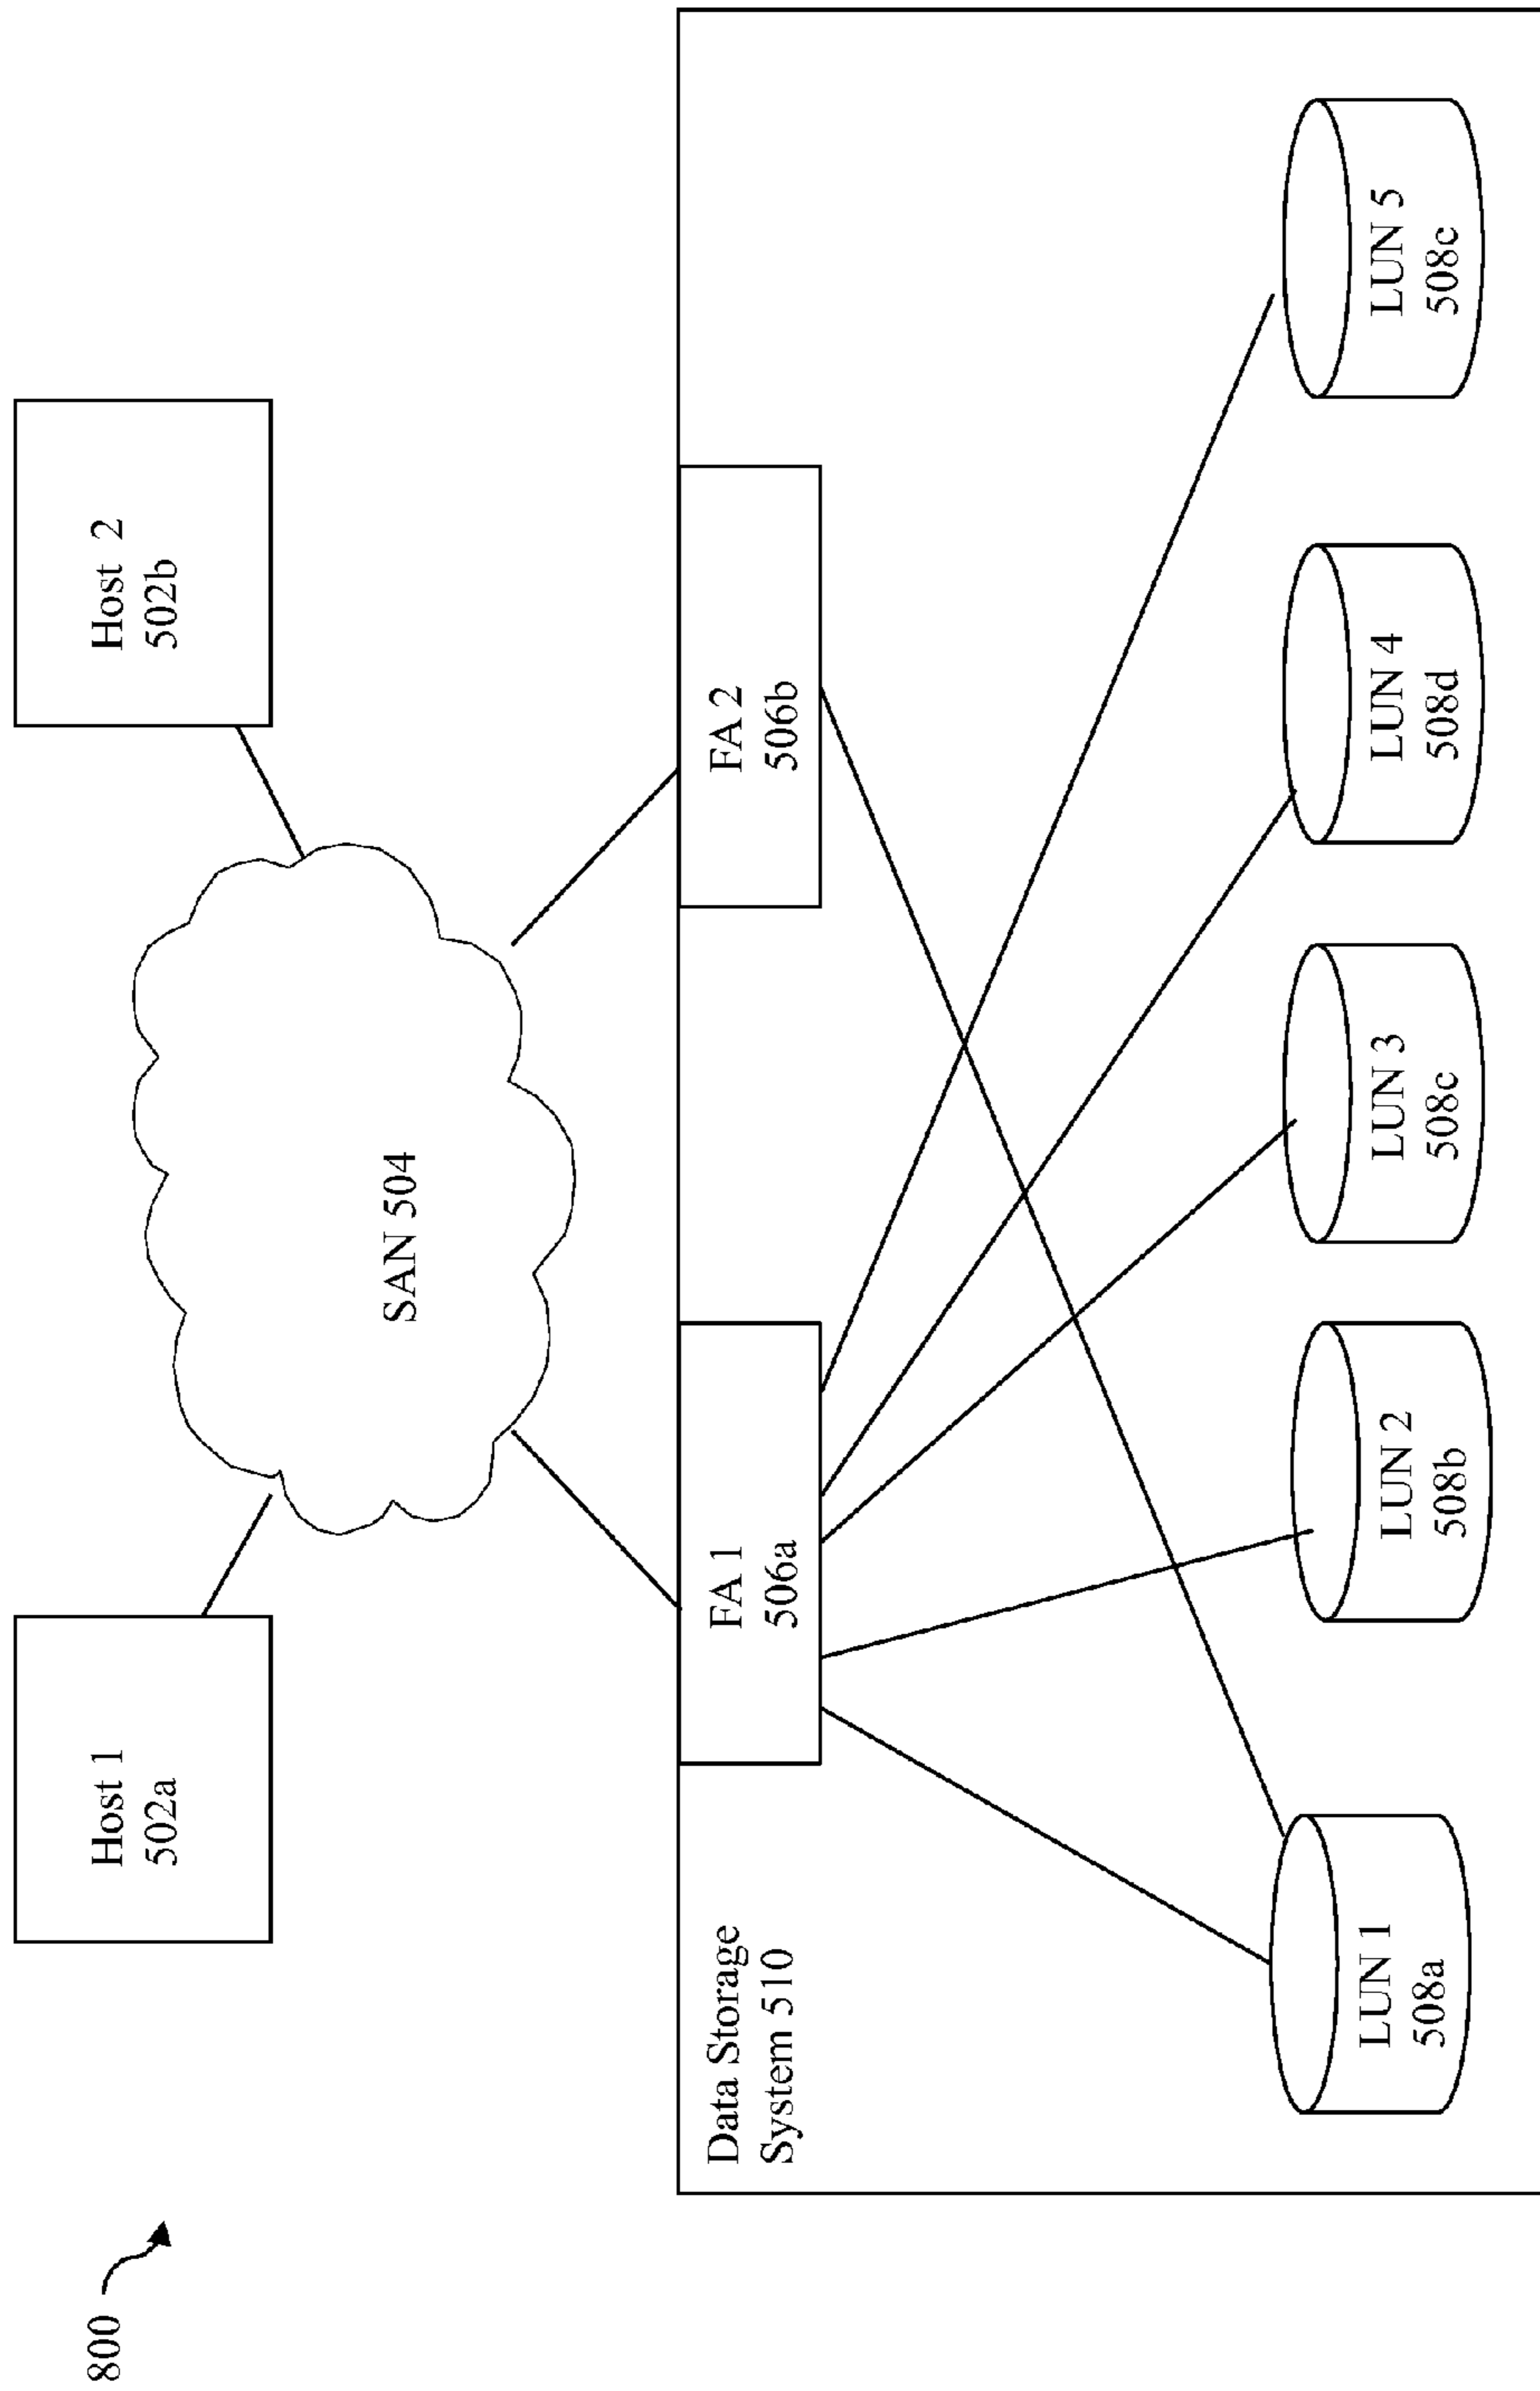 800
Host 1
502a
Host 2
502b
SAN 504
Data Storage
System 510
FA 1
506a
FA 2
506b
LUN 1
508a
LUN 2
508b
LUN 3
508c
LUN 4
508d
LUN 5
508c